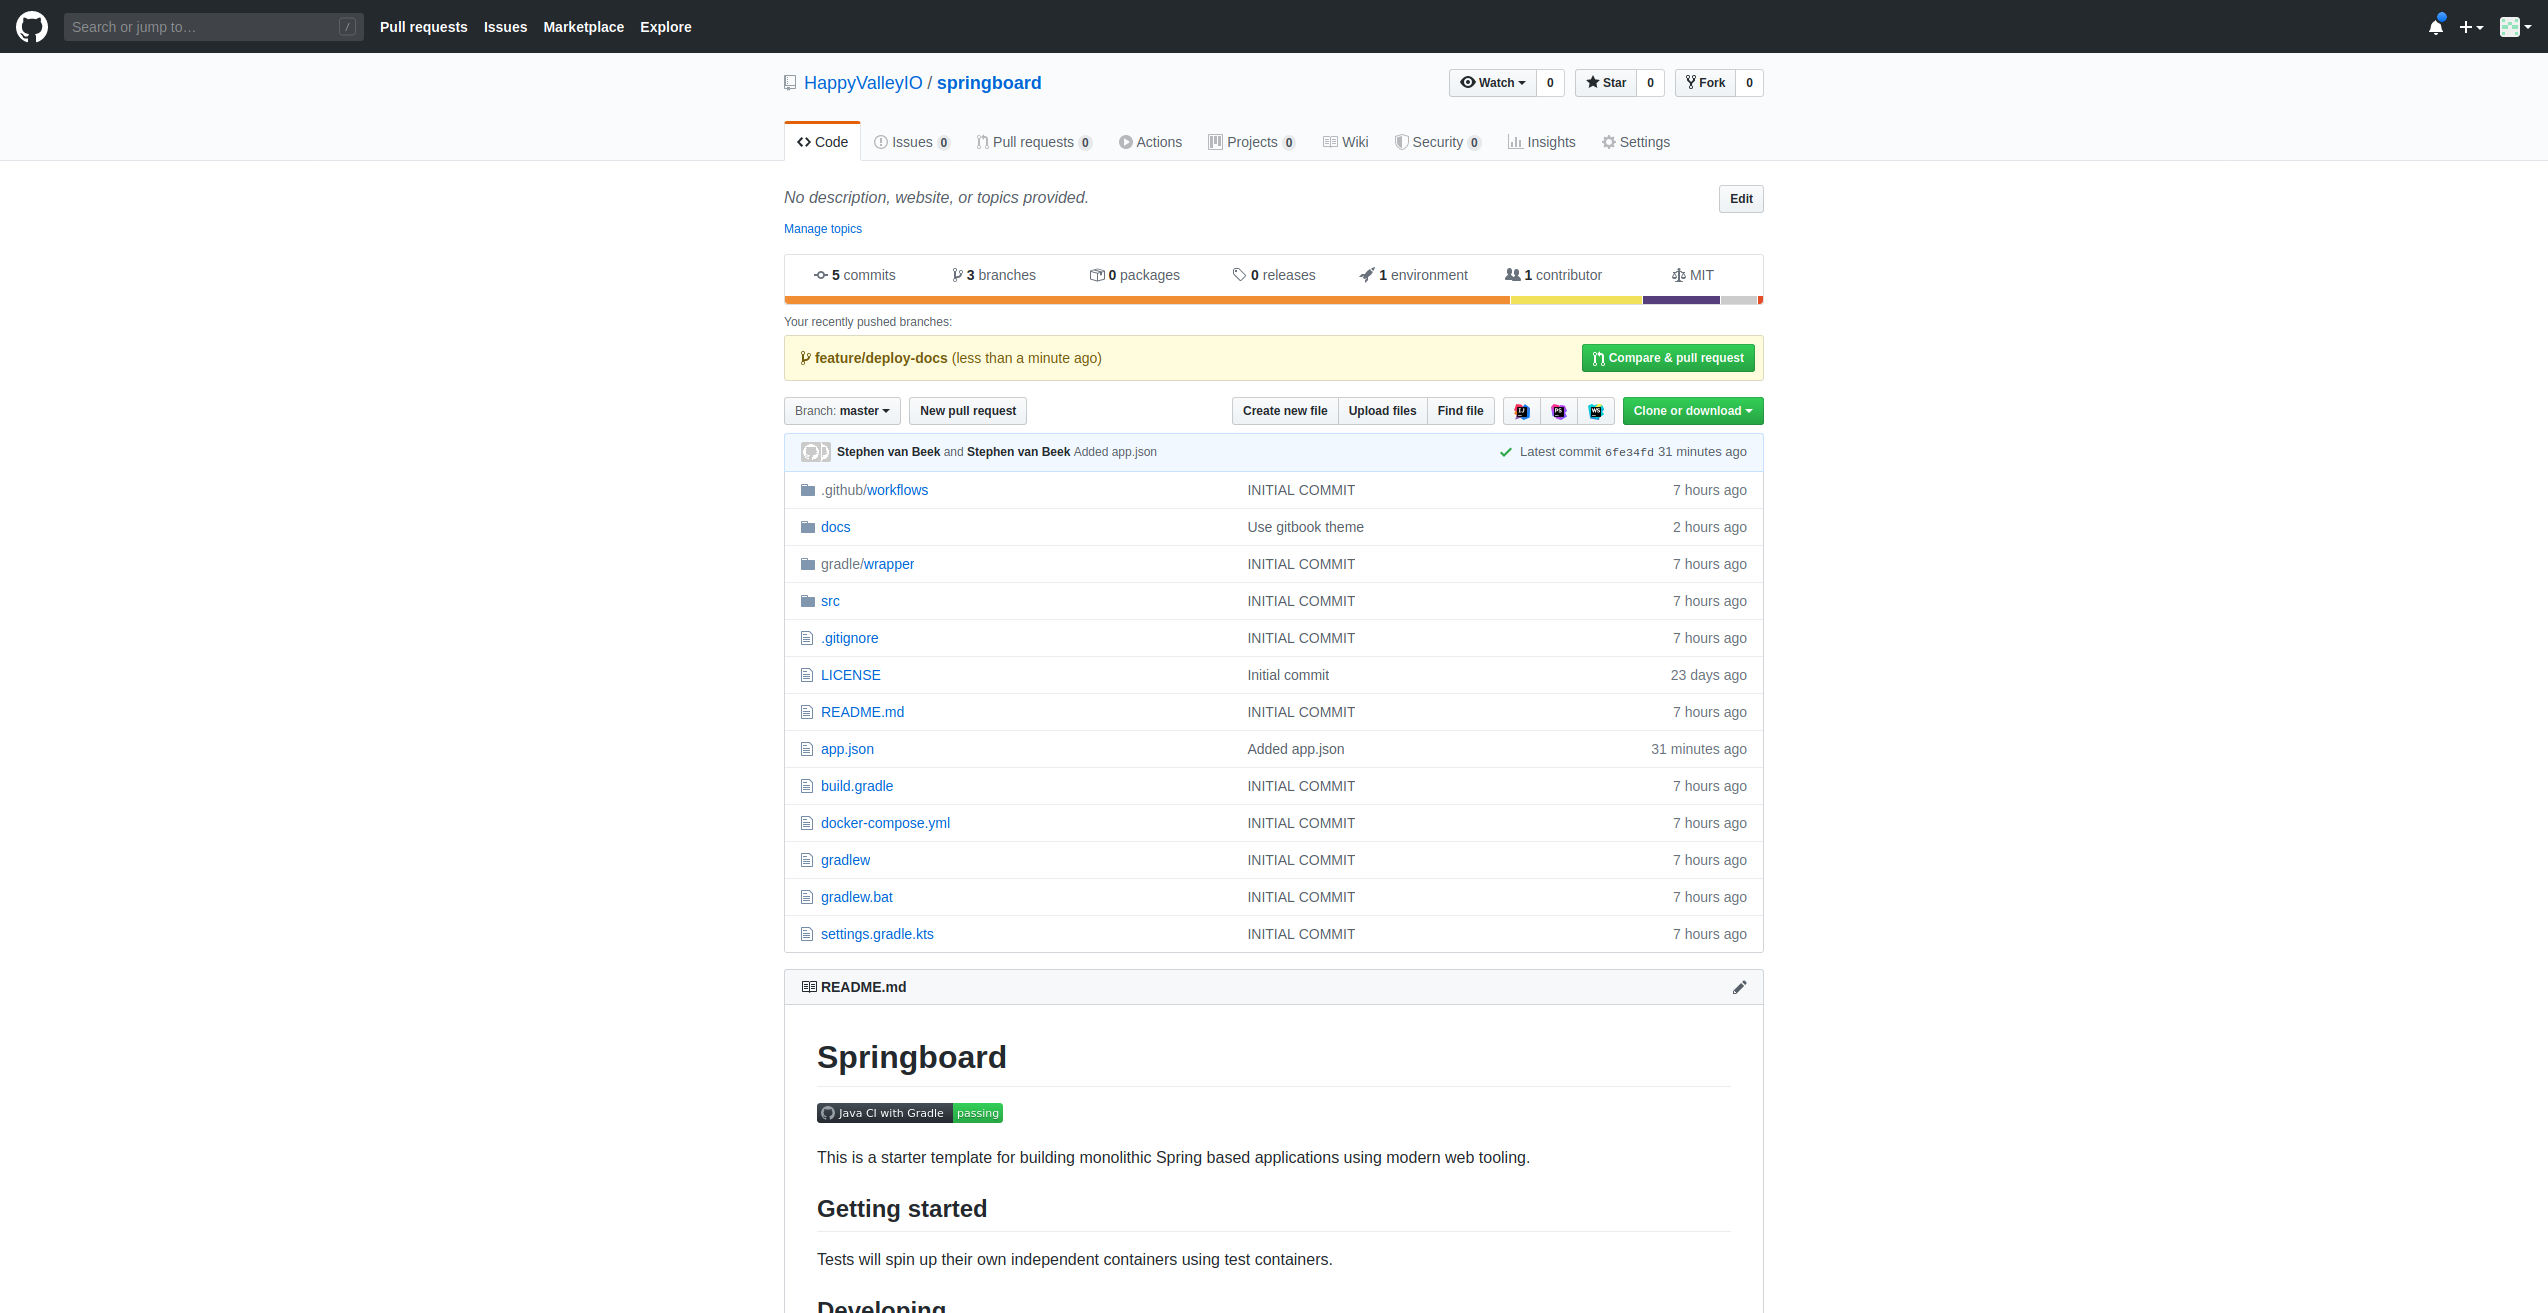 Search or jump to… / Pull requests Issues Marketplace Explore
HappyValleyIO / springboard Watch 0 Star 0 Fork 0
Code Issues 0 Pull requests 0 Actions Projects 0 Wiki Security 0 Insights Settings
No description, website, or topics provided. Edit
Manage topics
5 commits 3 branches 0 packages 0 releases 1 environment 1 contributor MIT
Your recently pushed branches:
feature/deploy-docs (less than a minute ago) Compare & pull request
Branch: master New pull request Create new file Upload files Find file IJ PS WS Clone or download
Stephen van Beek and Stephen van Beek Added app.json Latest commit 6fe34fd 31 minutes ago
.github/workflows INITIAL COMMIT 7 hours ago
docs Use gitbook theme 2 hours ago
gradle/wrapper INITIAL COMMIT 7 hours ago
src INITIAL COMMIT 7 hours ago
.gitignore INITIAL COMMIT 7 hours ago
LICENSE Initial commit 23 days ago
README.md INITIAL COMMIT 7 hours ago
app.json Added app.json 31 minutes ago
build.gradle INITIAL COMMIT 7 hours ago
docker-compose.yml INITIAL COMMIT 7 hours ago
gradlew INITIAL COMMIT 7 hours ago
gradlew.bat INITIAL COMMIT 7 hours ago
settings.gradle.kts INITIAL COMMIT 7 hours ago
README.md
Springboard
Java CI with Gradle passing
This is a starter template for building monolithic Spring based applications using modern web tooling.
Getting started
Tests will spin up their own independent containers using test containers.
Developing